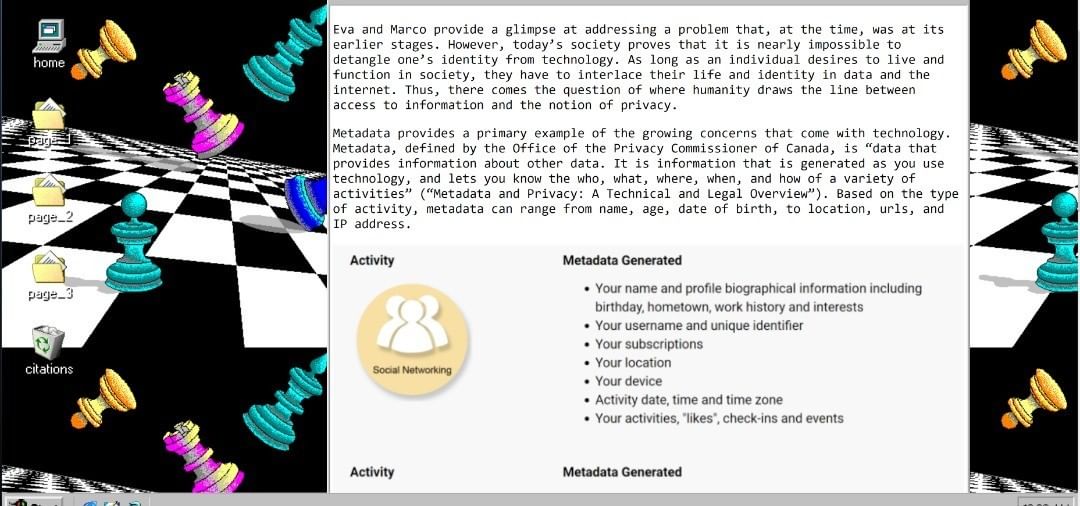 home
page_1
page_2
page_3
citations
Eva and Marco provide a glimpse at addressing a problem that, at the time, was at its
earlier stages. However, today’s society proves that it is nearly impossible to
detangle one’s identity from technology. As long as an individual desires to live and
function in society, they have to interlace their life and identity in data and the
internet. Thus, there comes the question of where humanity draws the line between
access to information and the notion of privacy.
Metadata provides a primary example of the growing concerns that come with technology.
Metadata, defined by the Office of the Privacy Commissioner of Canada, is “data that
provides information about other data. It is information that is generated as you use
technology, and lets you know the who, what, where, when, and how of a variety of
activities” (“Metadata and Privacy: A Technical and Legal Overview”). Based on the type
of activity, metadata can range from name, age, date of birth, to location, urls, and
IP address.
Activity
Metadata Generated
Social Networking
• Your name and profile biographical information including
birthday, hometown, work history and interests
• Your username and unique identifier
• Your subscriptions
• Your location
• Your device
• Activity date, time and time zone
• Your activities, "likes", check-ins and events
Activity
Metadata Generated